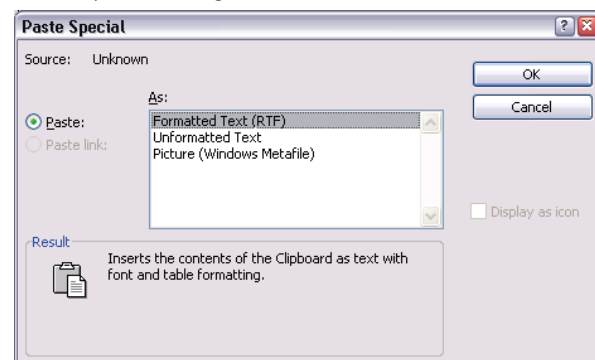 Paste Special
Source: Unknown
OK
As:
Cancel
Paste:
Formatted Text (RTF)
Paste link:
Unformatted Text
Picture (Windows Metafile)
Display as icon
Result
Inserts the contents of the Clipboard as text with
font and table formatting.